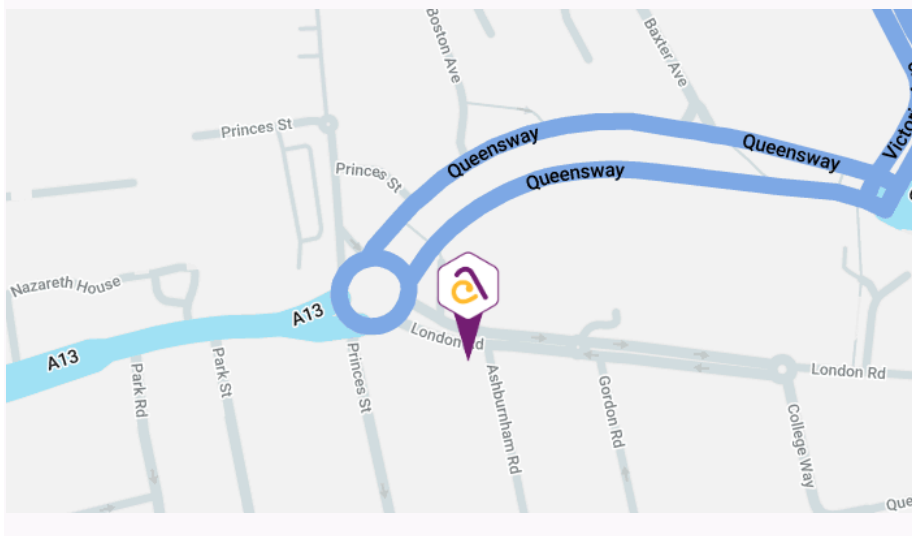 Boston Ave
Baxter Ave
Princes St
Queensway
Queensway
Princes St
Queensway
Nazareth House
A13
London Rd
A13
Park Rd
Park St
Princes St
Ashburnham Rd
Gordon Rd
London Rd
College Way